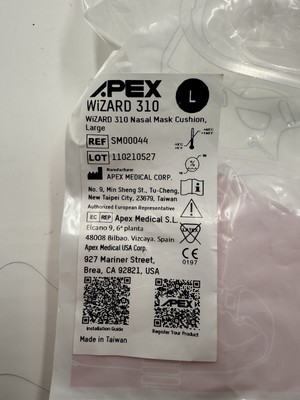 APEX
WiZARD 310
L
WiZARD 310 Nasal Mask Cushion,
Large
REF SM00044
LOT 110210527
Manufacturer
APEX MEDICAL CORP.
No. 9, Min Sheng St., Tu-Cheng,
New Taipei City, 23679, Taiwan
Authorized European Representative
EC REP Apex Medical S.L.
Elcano 9, 6ª planta
48008 Bilbao. Vizcaya. Spain
Apex Medical USA Corp.
927 Mariner Street,
Brea, CA 92821, USA
LATEX
CE
0197
APEX
Installation Guide
Register Your Product
Made in Taiwan